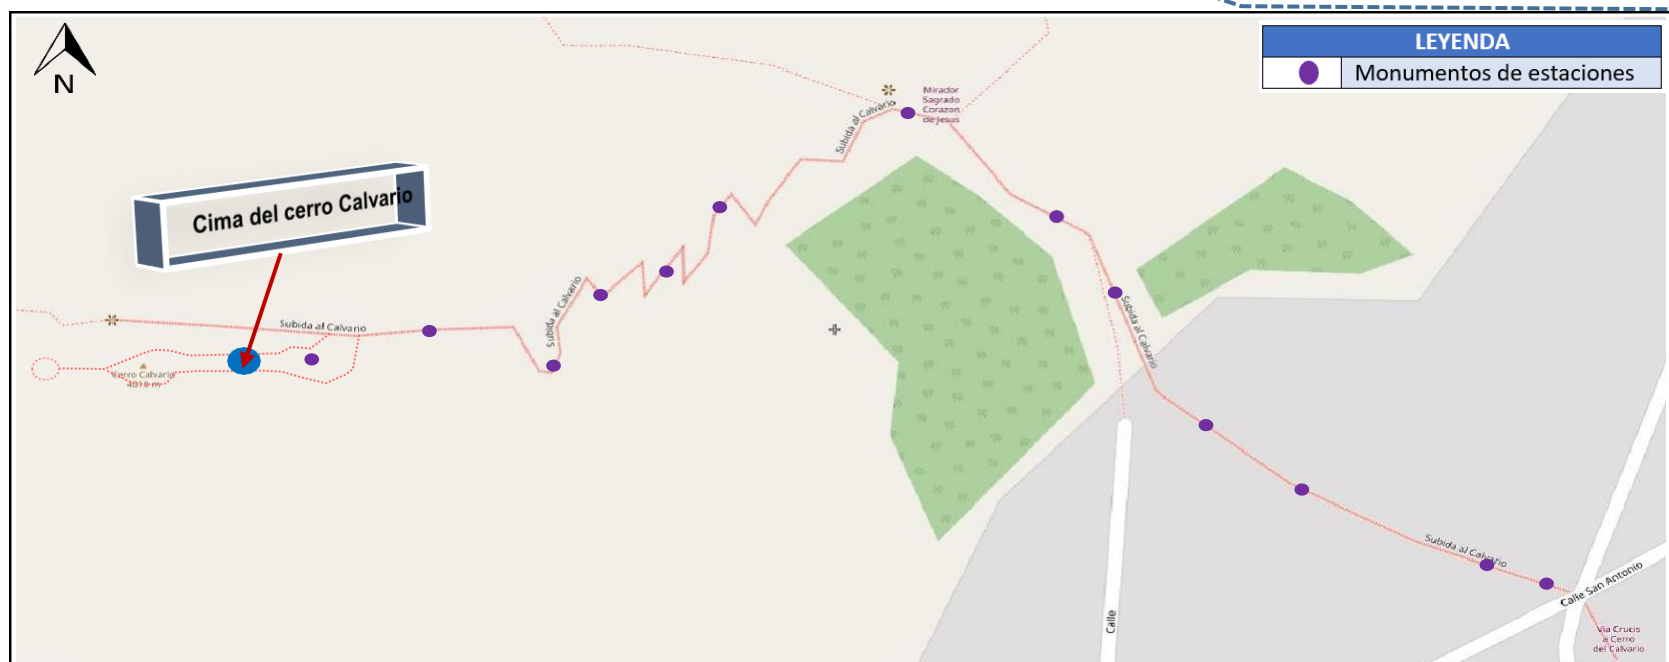 N
LEYENDA
Monumentos de estaciones
Mirador
Sagrado
Corazon
de Jesus
Subida al Calvario
Cima del cerro Calvario
Subida al Calvario
Subida al Calvario
Cerro Calvario
4018 m
Subida al Calvario
Subida al Calvario
Calle San Antonio
Calle
Via Crucis
a Cerro
del Calvario